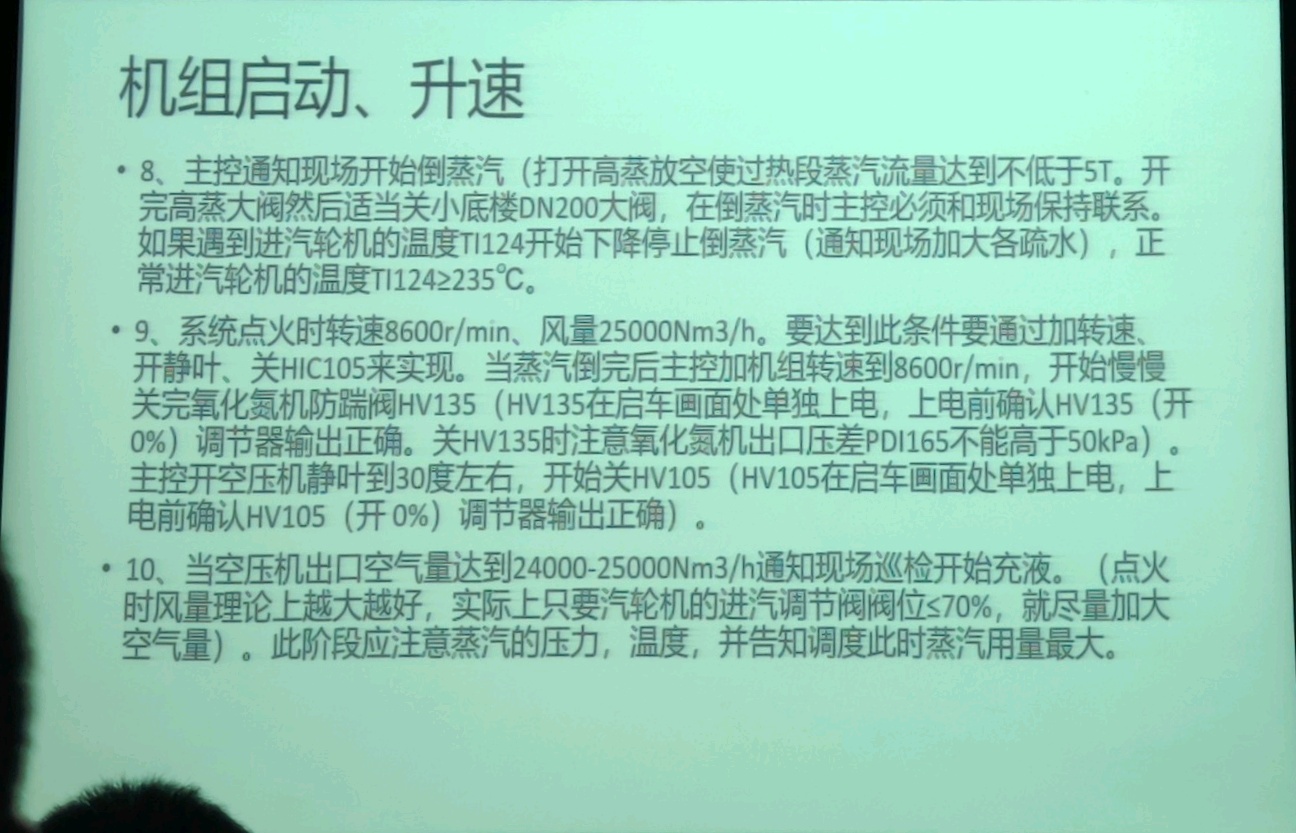 机组启动、升速
• 8、主控通知现场开始倒蒸汽（打开高蒸放空使过热段蒸汽流量达到不低于5T。开
完高蒸大阀然后适当关小底楼DN200大阀，在倒蒸汽时主控必须和现场保持联系。
如果遇到进汽轮机的温度TI124开始下降停止倒蒸汽（通知现场加大各疏水），正
常进汽轮机的温度TI124≥235℃。
• 9、系统点火时转速8600r/min、风量25000Nm3/h。要达到此条件要通过加转速、
开静叶、关HIC105来实现。当蒸汽倒完后主控加机组转速到8600r/min，开始慢慢
关完氧化氮机防踹阀HV135（HV135在启车画面处单独上电，上电前确认HV135（开
0%）调节器输出正确。关HV135时注意氧化氮机出口压差PDI165不能高于50kPa）。
主控开空压机静叶到30度左右，开始关HV105（HV105在启车画面处单独上电，上
电前确认HV105（开 0%）调节器输出正确）。
• 10、当空压机出口空气量达到24000-25000Nm3/h通知现场巡检开始充液。（点火
时风量理论上越大越好，实际上只要汽轮机的进汽调节阀阀位≤70%，就尽量加大
空气量）。此阶段应注意蒸汽的压力，温度，并告知调度此时蒸汽用量最大。